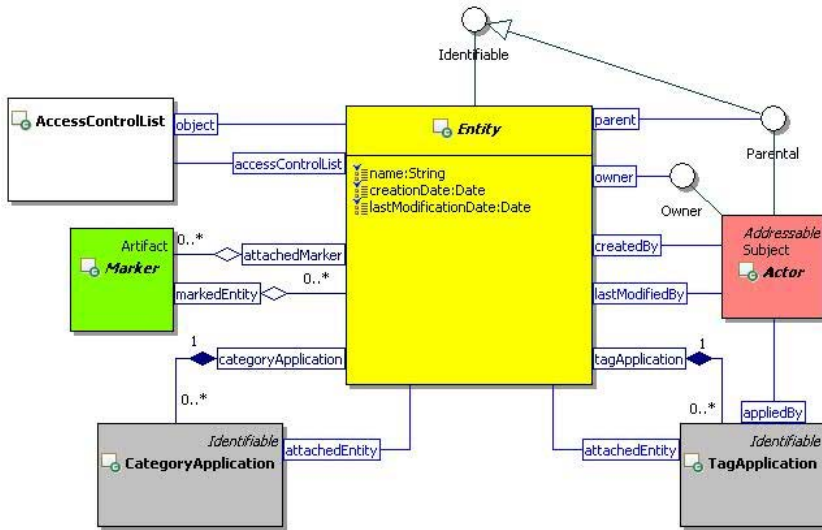 Identifiable
AccessControlList
object
accessControlList
Entity
name:String
creationDate:Date
lastModificationDate:Date
parent
Parental
owner
Owner
Addressable
Subject
Actor
createdBy
lastModifiedBy
Artifact
Marker
0..*
attachedMarker
markedEntity
0..*
1
categoryApplication
0..*
tagApplication
1
0..*
appliedBy
Identifiable
CategoryApplication
attachedEntity
attachedEntity
Identifiable
TagApplication